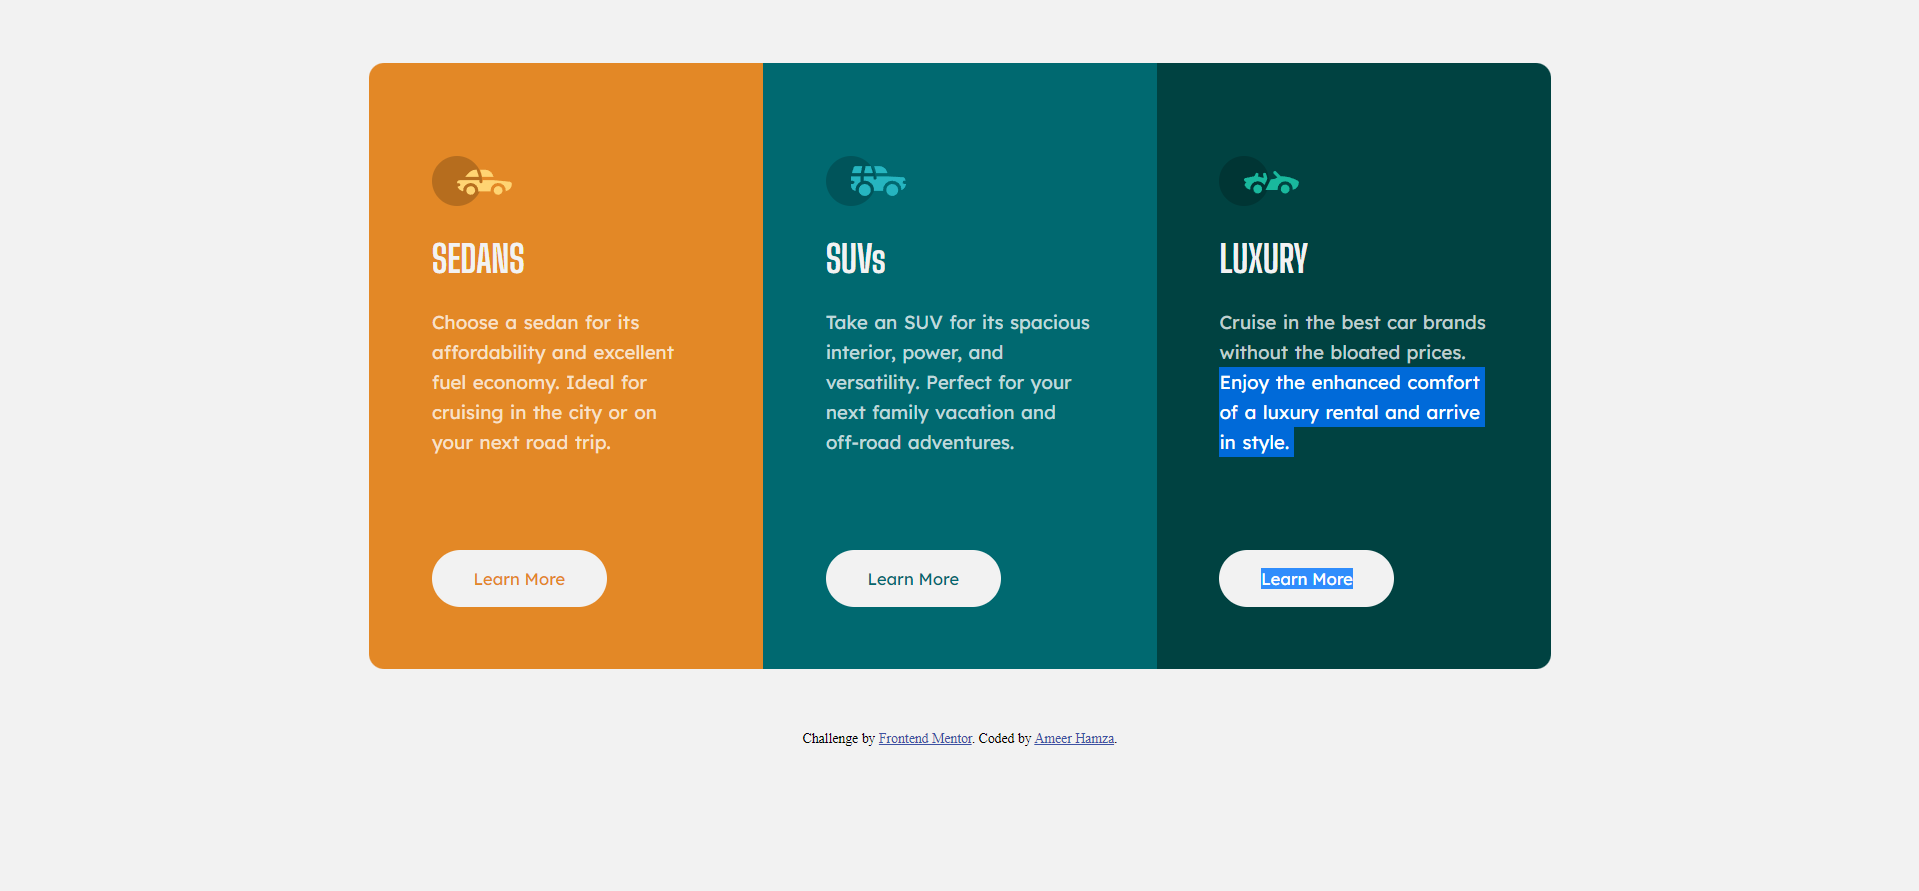 SEDANS
Choose a sedan for its
affordability and excellent
fuel economy. Ideal for
cruising in the city or on
your next road trip.
Learn More
SUVs
Take an SUV for its spacious
interior, power, and
versatility. Perfect for your
next family vacation and
off-road adventures.
Learn More
LUXURY
Cruise in the best car brands
without the bloated prices.
Enjoy the enhanced comfort
of a luxury rental and arrive
in style.
Learn More
Challenge by Frontend Mentor. Coded by Ameer Hamza.